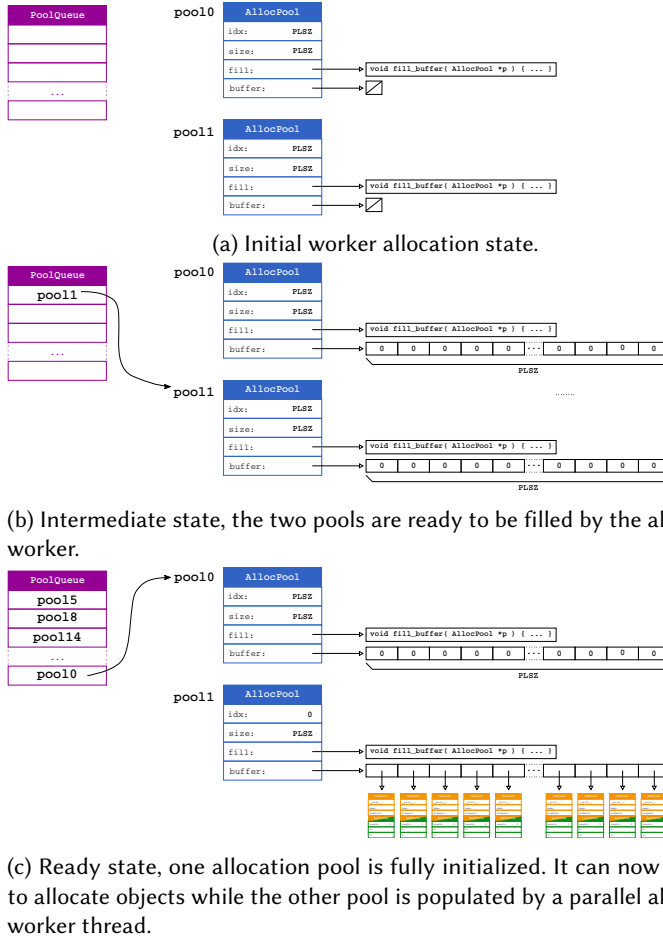 PoolQueue
...
pool0
AllocPool
idx: PLSZ
size: PLSZ
fill:
void fill_buffer( AllocPool *p ) { ... }
buffer:
pool1
AllocPool
idx: PLSZ
size: PLSZ
fill:
void fill_buffer( AllocPool *p ) { ... }
buffer:
(a) Initial worker allocation state.
PoolQueue
pool1
...
pool0
AllocPool
idx: PLSZ
size: PLSZ
fill:
void fill_buffer( AllocPool *p ) { ... }
buffer:
0 0 0 0 0 ... 0 0 0 0
PLSZ
........
pool1
AllocPool
idx: PLSZ
size: PLSZ
fill:
void fill_buffer( AllocPool *p ) { ... }
buffer:
0 0 0 0 0 ... 0 0 0 0
PLSZ
(b) Intermediate state, the two pools are ready to be filled by the al
worker.
PoolQueue
pool5
pool8
pool14
...
pool0
pool0
AllocPool
idx: PLSZ
size: PLSZ
fill:
void fill_buffer( AllocPool *p ) { ... }
buffer:
0 0 0 0 0 ... 0 0 0 0
PLSZ
pool1
AllocPool
idx: 0
size: PLSZ
fill:
void fill_buffer( AllocPool *p ) { ... }
buffer:
...
(c) Ready state, one allocation pool is fully initialized. It can now
to allocate objects while the other pool is populated by a parallel al
worker thread.